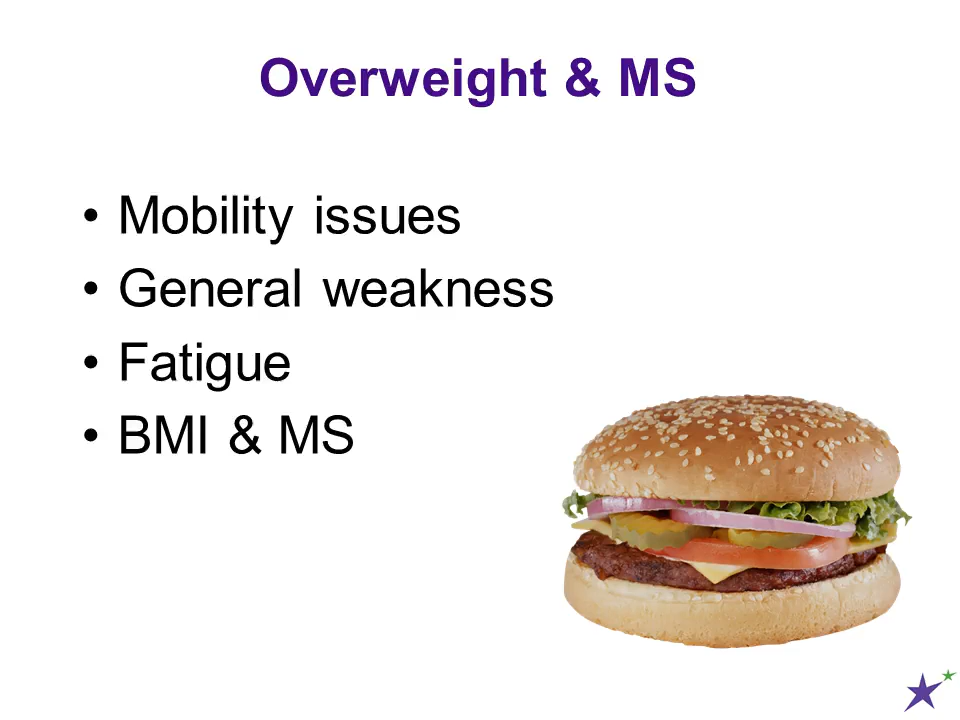 Overweight & MS
• Mobility issues
• General weakness
• Fatigue
• BMI & MS